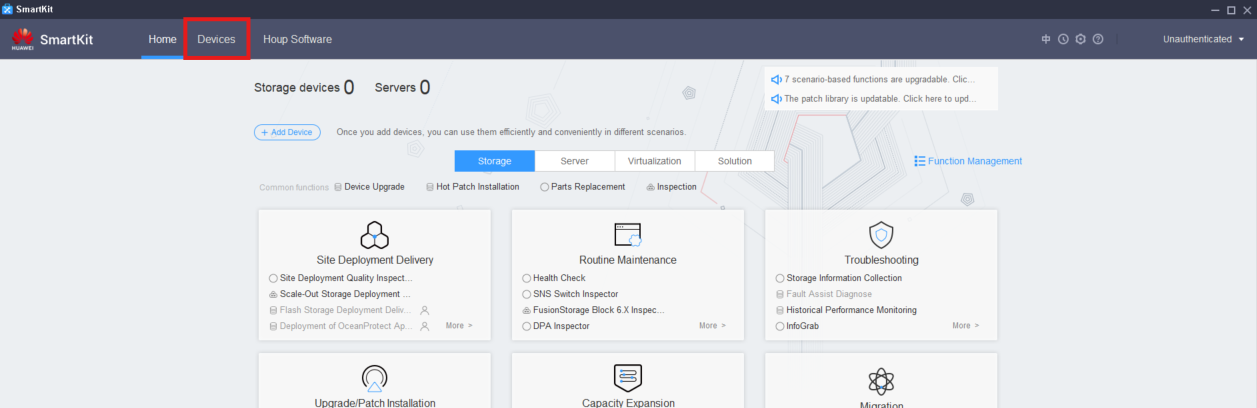 SmartKit
HUAWEI SmartKit Home Devices Houp Software 中 Unauthenticated
Storage devices 0 Servers 0
7 scenario-based functions are upgradable. Clic...
The patch library is updatable. Click here to upd...
+ Add Device Once you add devices, you can use them efficiently and conveniently in different scenarios.
Storage Server Virtualization Solution
Function Management
Common functions Device Upgrade Hot Patch Installation Parts Replacement Inspection
Site Deployment Delivery
Site Deployment Quality Inspect...
Scale-Out Storage Deployment ...
Flash Storage Deployment Deliv...
Deployment of OceanProtect Ap...
More >
Routine Maintenance
Health Check
SNS Switch Inspector
FusionStorage Block 6.X Inspec...
DPA Inspector
More >
Troubleshooting
Storage Information Collection
Fault Assist Diagnose
Historical Performance Monitoring
InfoGrab
More >
Upgrade/Patch Installation
Capacity Expansion
Migration